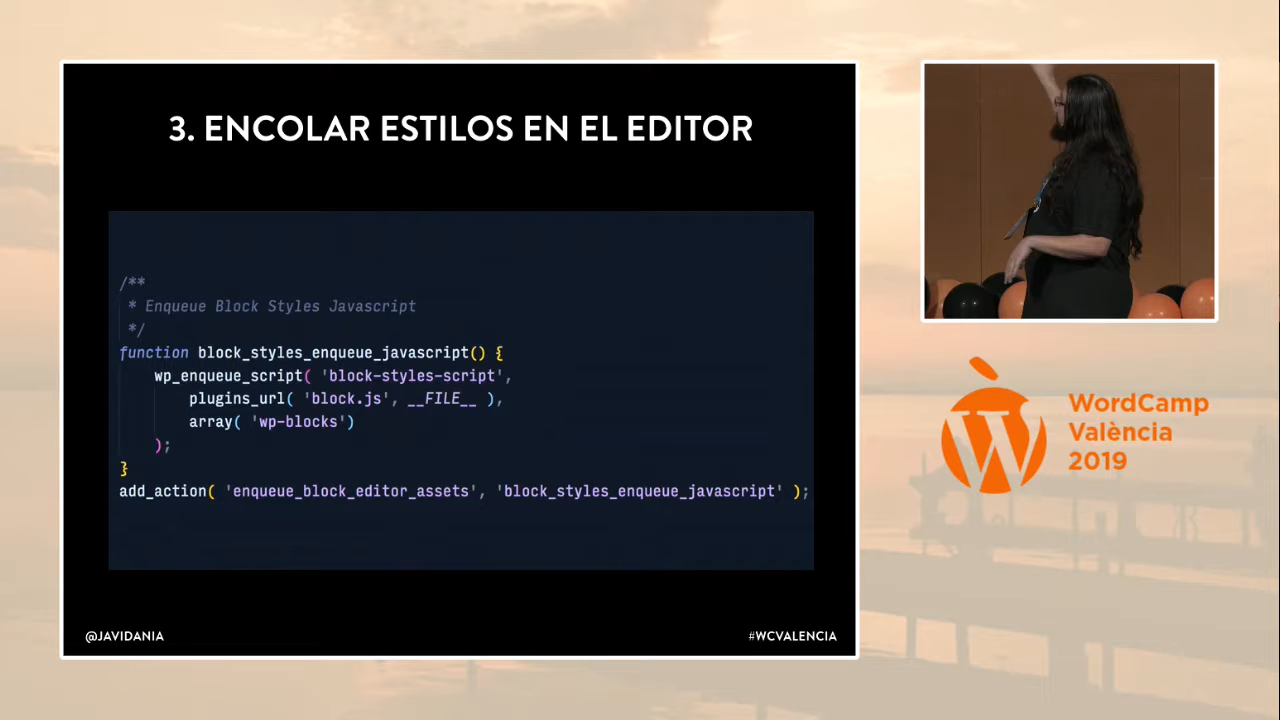 3. ENCOLAR ESTILOS EN EL EDITOR
/**
 * Enqueue Block Styles Javascript
 */
function block_styles_enqueue_javascript() {
    wp_enqueue_script( 'block-styles-script',
        plugins_url( 'block.js', __FILE__ ),
        array( 'wp-blocks')
    );
}
add_action( 'enqueue_block_editor_assets', 'block_styles_enqueue_javascript' );
@JAVIDANIA
#WCVALENCIA
WordCamp
València
2019